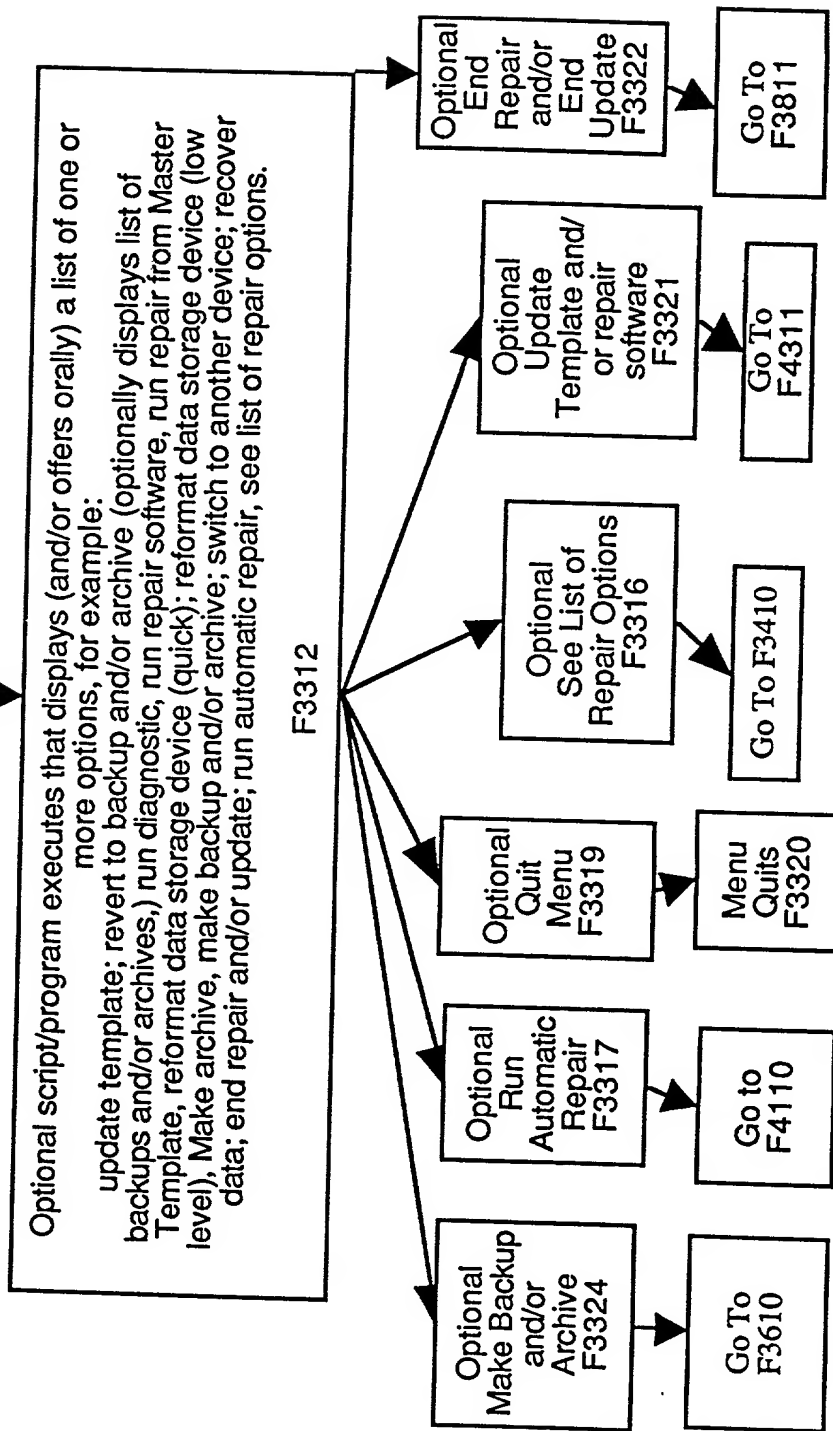 Optional script/program executes that displays (and/or offers orally) a list of one or
more options, for example:
update template; revert to backup and/or archive (optionally displays list of
backups and/or archives,) run diagnostic, run repair software, run repair from Master
Template, reformat data storage device (quick); reformat data storage device (low
level), Make archive, make backup and/or archive; switch to another device; recover
data; end repair and/or update; run automatic repair, see list of repair options.
F3312
Optional
Make Backup
and/or
Archive
F3324
Go To
F3610
Optional
Run
Automatic
Repair
F3317
Go to
F4110
Optional
Quit
Menu
F3319
Menu
Quits
F3320
Optional
See List of
Repair Options
F3316
Go To F3410
Optional
Update
Template and/
or repair
software
F3321
Go To
F4311
Optional
End
Repair
and/or
End
Update
F3322
Go To
F3811